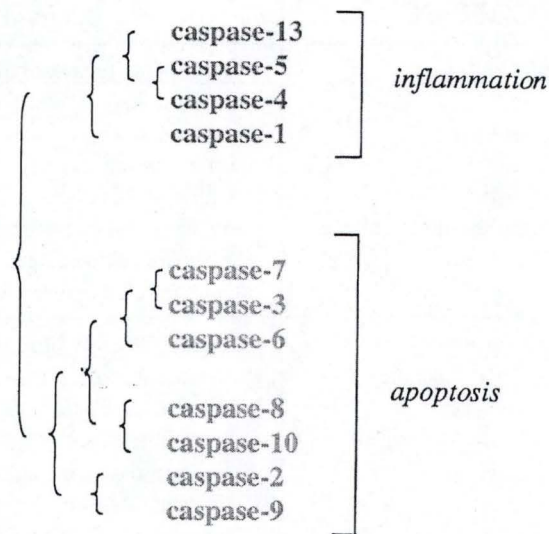 caspase-13
caspase-5
caspase-4
caspase-1
inflammation
caspase-7
caspase-3
caspase-6
caspase-8
caspase-10
caspase-2
caspase-9
apoptosis